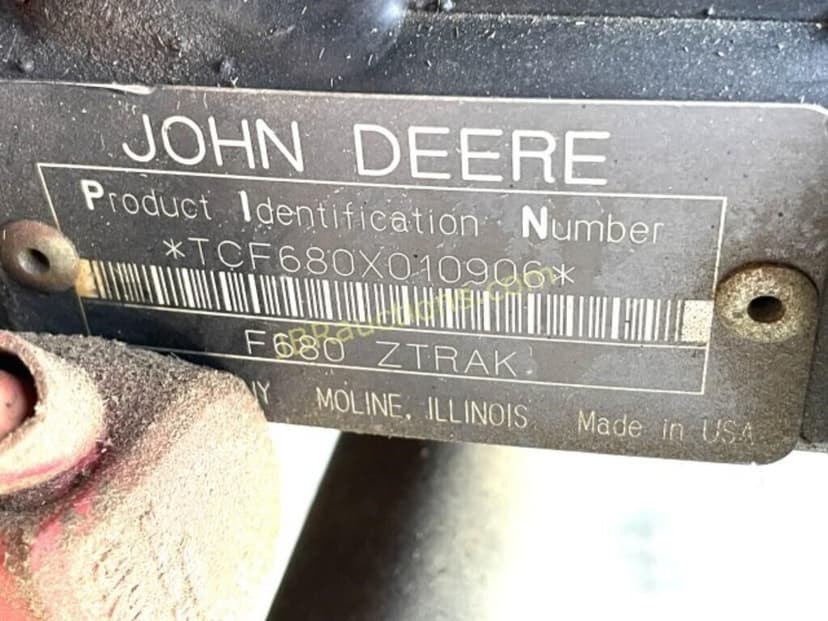 JOHN DEERE
Product Identification Number
*TCF680X010906*
F680 ZTRAK
MOLINE, ILLINOIS Made in USA